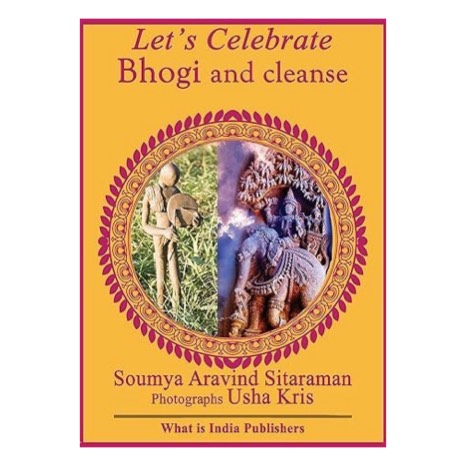 Let's Celebrate
Bhogi and cleanse
Soumya Aravind Sitaraman
Photographs Usha Kris
What is India Publishers